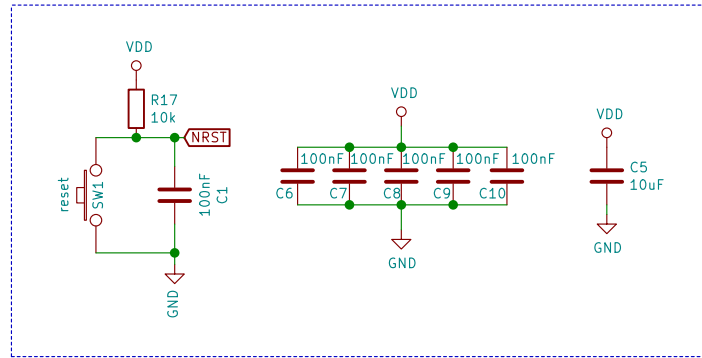 VDD
R17
10k
NRST
reset
SW1
100nF
C1
GND
VDD
100nF 100nF 100nF 100nF 100nF
C6 C7 C8 C9 C10
GND
VDD
C5
10uF
GND